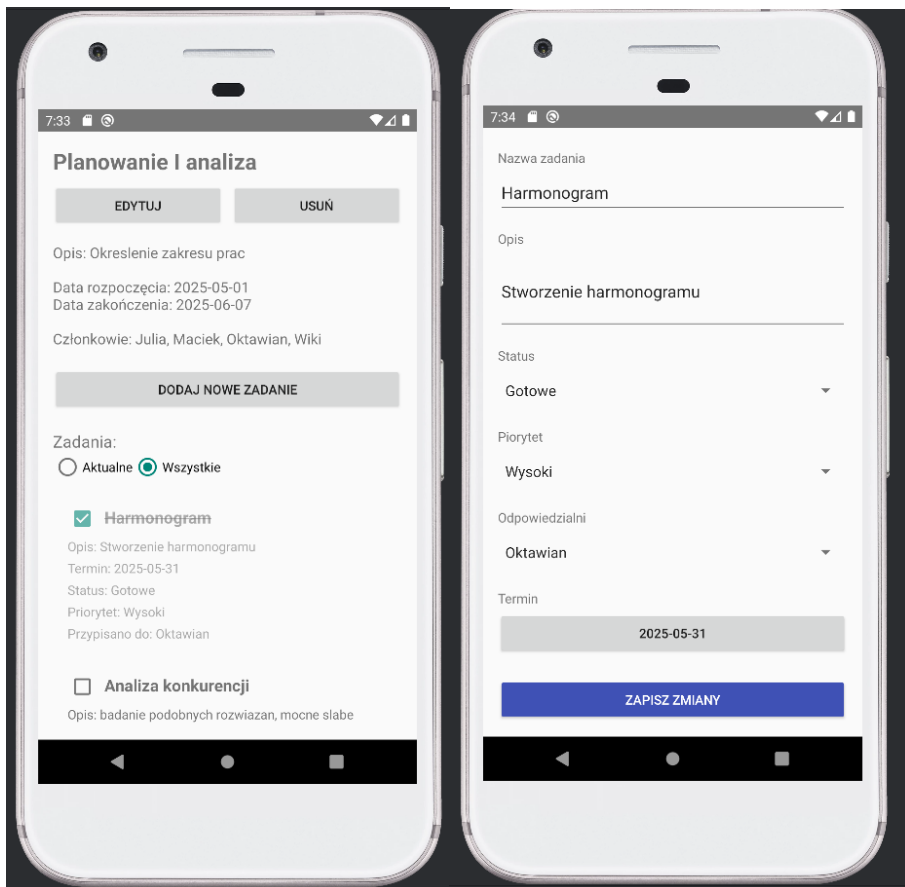 7:33
Planowanie I analiza
EDYTUJ
USUŃ
Opis: Okreslenie zakresu prac
Data rozpoczęcia: 2025-05-01
Data zakończenia: 2025-06-07
Członkowie: Julia, Maciek, Oktawian, Wiki
DODAJ NOWE ZADANIE
Zadania:
Aktualne Wszystkie
Harmonogram
Opis: Stworzenie harmonogramu
Termin: 2025-05-31
Status: Gotowe
Priorytet: Wysoki
Przypisano do: Oktawian
Analiza konkurencji
Opis: badanie podobnych rozwiazan, mocne slabe
7:34
Nazwa zadania
Harmonogram
Opis
Stworzenie harmonogramu
Status
Gotowe
Piorytet
Wysoki
Odpowiedzialni
Oktawian
Termin
2025-05-31
ZAPISZ ZMIANY